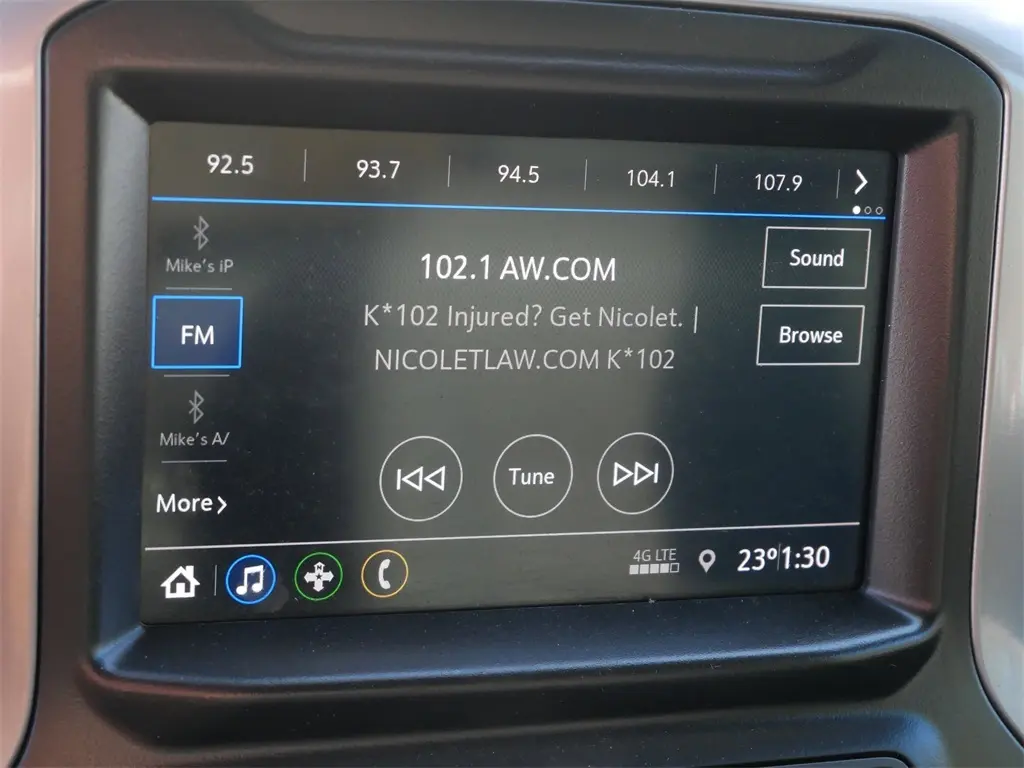 92.5 93.7 94.5 104.1 107.9
Mike's iP
102.1 AW.COM
Sound
K*102 Injured? Get Nicolet. |
FM
Browse
NICOLETLAW.COM K*102
Mike's A/
Tune
More
4G LTE
23° 1:30